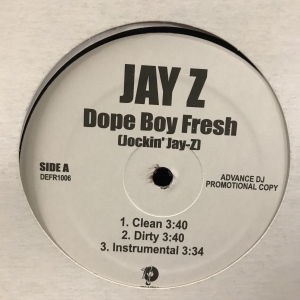 JAY Z
Dope Boy Fresh
(Jockin' Jay-Z)
SIDE A
DEFR1006
ADVANCE DJ
PROMOTIONAL COPY
1. Clean 3:40
2. Dirty 3:40
3. Instrumental 3:34